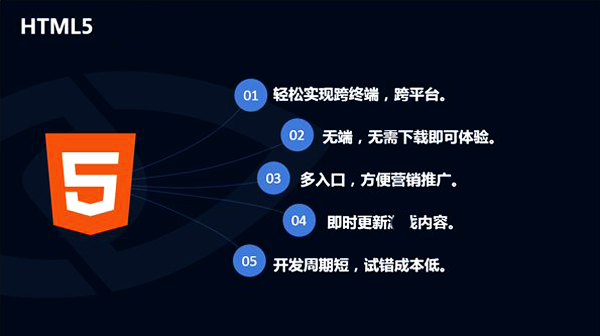 HTML5
01 轻松实现跨终端，跨平台。
02 无端，无需下载即可体验。
03 多入口，方便营销推广。
04 即时更新 内容。
05 开发周期短，试错成本低。
5